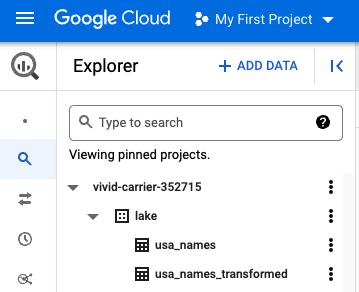 Google Cloud My First Project
Explorer + ADD DATA
Type to search ?
Viewing pinned projects.
vivid-carrier-352715
lake
usa_names
usa_names_transformed